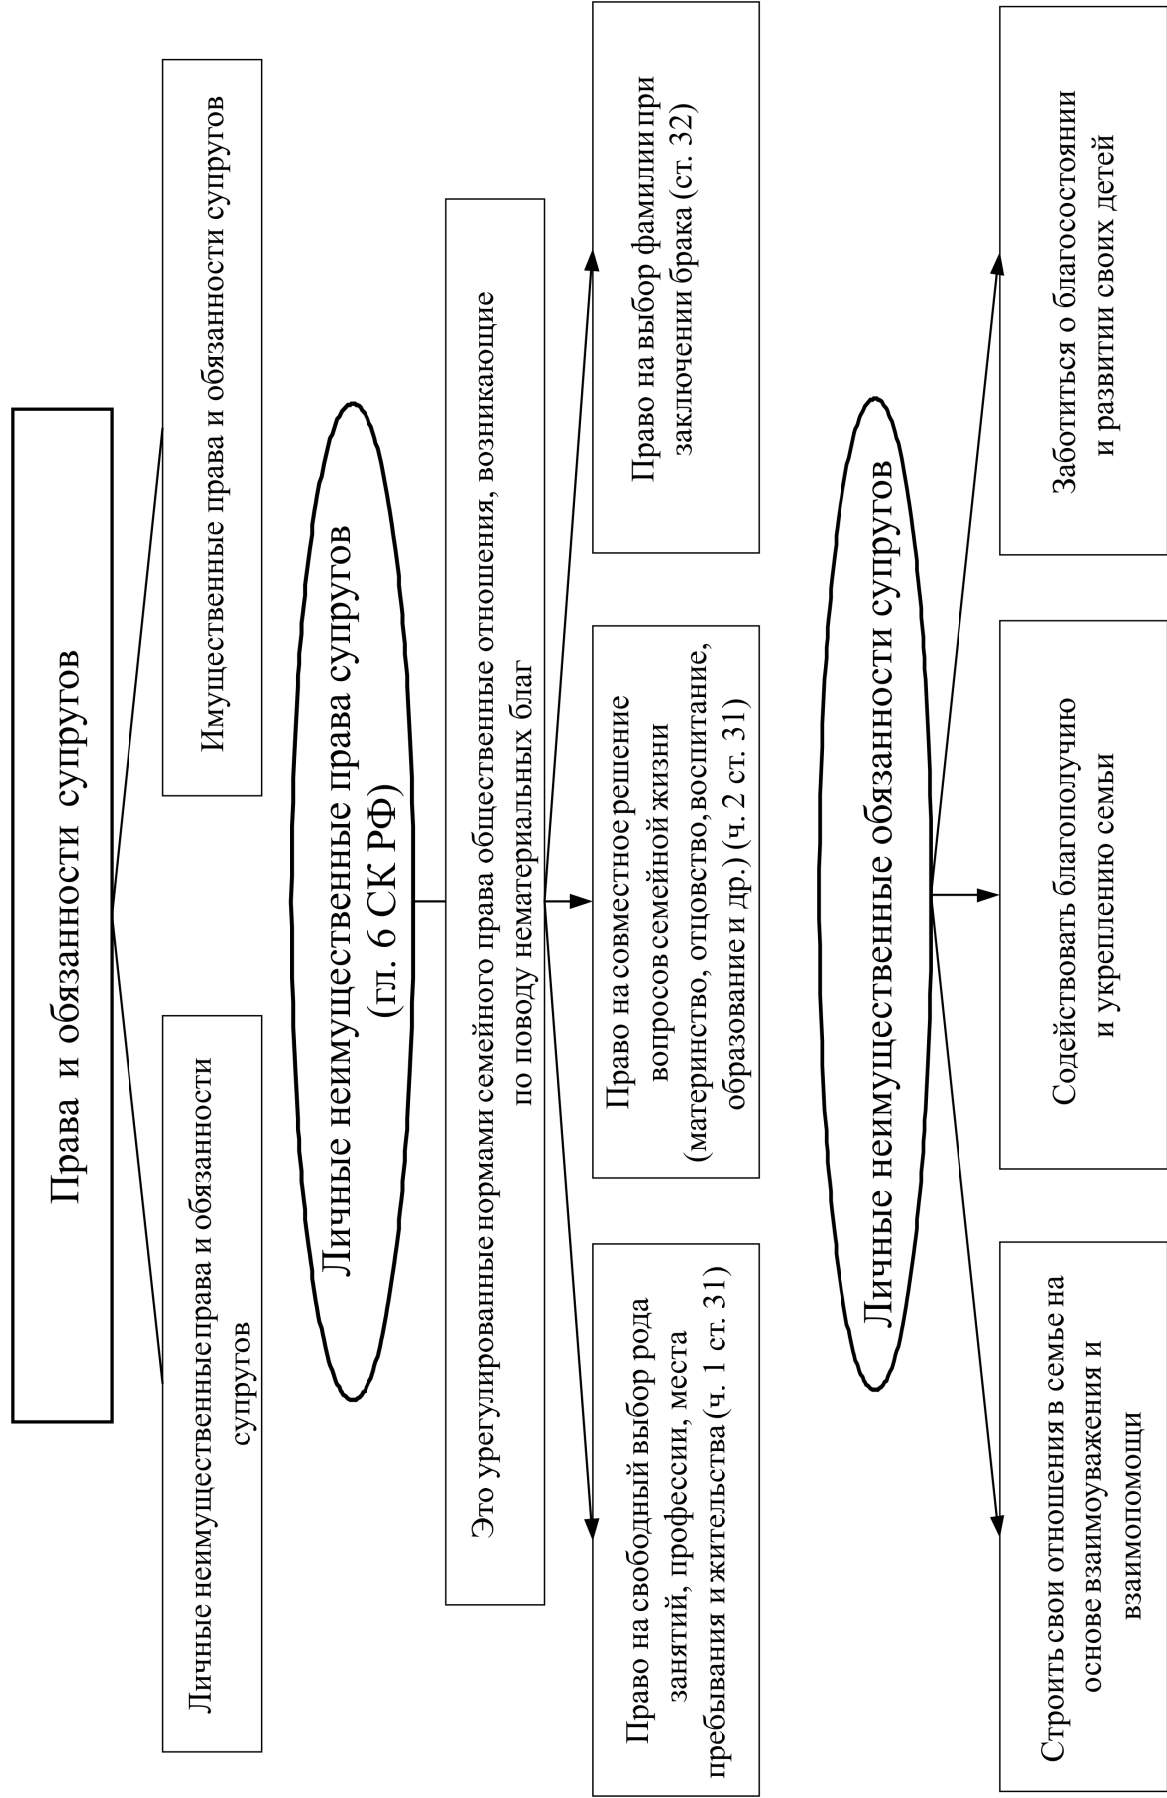 Права и обязанности супругов
Личные неимущественные права и обязанности
супругов
Имущественные права и обязанности супругов
Личные неимущественные права супругов
(гл. 6 СК РФ)
Это урегулированные нормами семейного права общественные отношения, возникающие
по поводу нематериальных благ
Право на свободный выбор рода
занятий, профессии, места
пребывания и жительства (ч. 1 ст. 31)
Право на совместное решение
вопросов семейной жизни
(материнство, отцовство, воспитание,
образование и др.) (ч. 2 ст. 31)
Право на выбор фамилии при
заключении брака (ст. 32)
Личные неимущественные обязанности супругов
Строить свои отношения в семье на
основе взаимоуважения и
взаимопомощи
Содействовать благополучию
и укреплению семьи
Заботиться о благосостоянии
и развитии своих детей